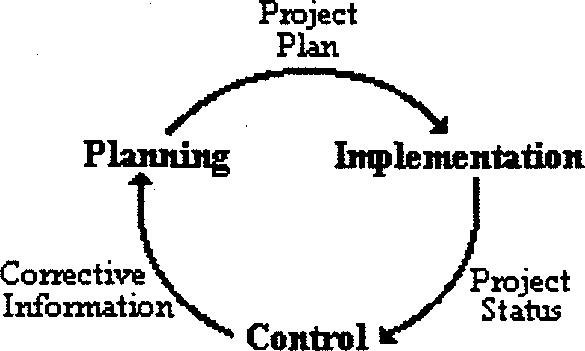 Project
Plan
Planning
Implementation
Corrective
Information
Project
Status
Control